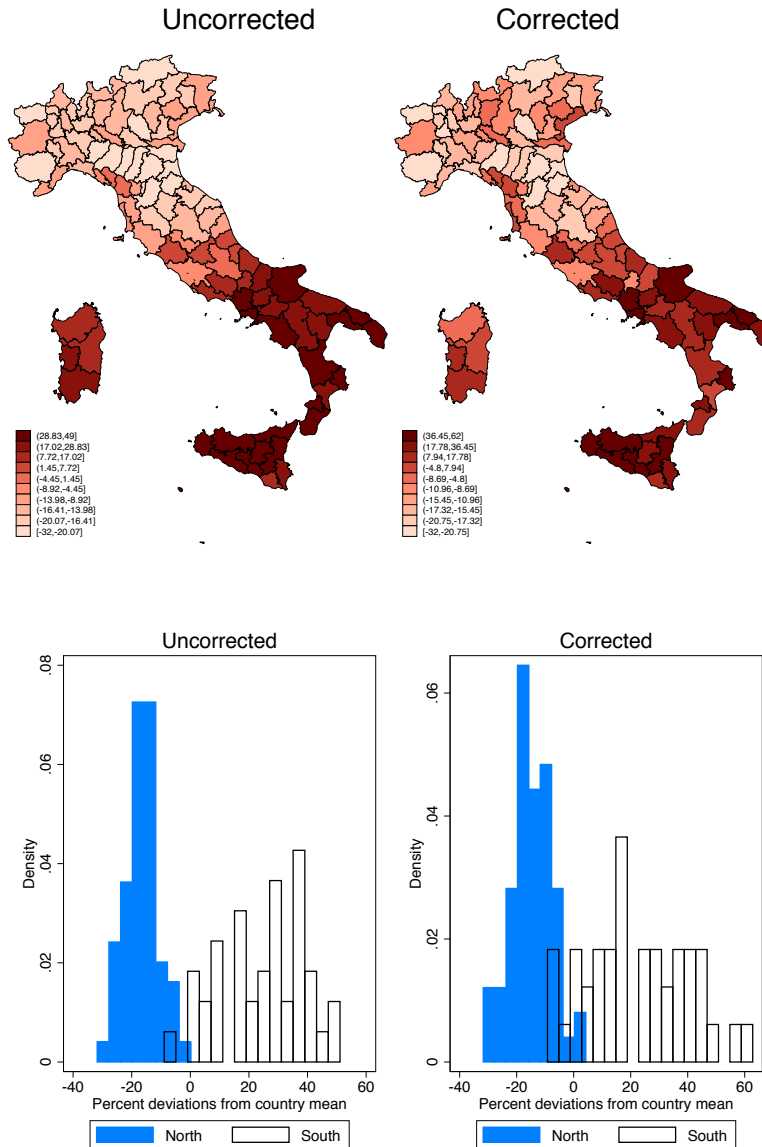 Uncorrected
Corrected
(28.83,49]
(17.02,28.83]
(7.72,17.02]
(1.45,7.72]
(-4.45,1.45]
(-8.92,-4.45]
(-13.98,-8.92]
(-16.41,-13.98]
(-20.07,-16.41]
[-32,-20.07]
(36.45,62]
(17.78,36.45]
(7.94,17.78]
(-4.8,7.94]
(-8.69,-4.8]
(-10.96,-8.69]
(-15.45,-10.96]
(-17.32,-15.45]
(-20.75,-17.32]
[-32,-20.75]
Uncorrected
.08
.06
.04
.02
0
Density
-40 -20 0 20 40 60
Percent deviations from country mean
North South
Corrected
.06
.04
.02
0
Density
-40 -20 0 20 40 60
Percent deviations from country mean
North South